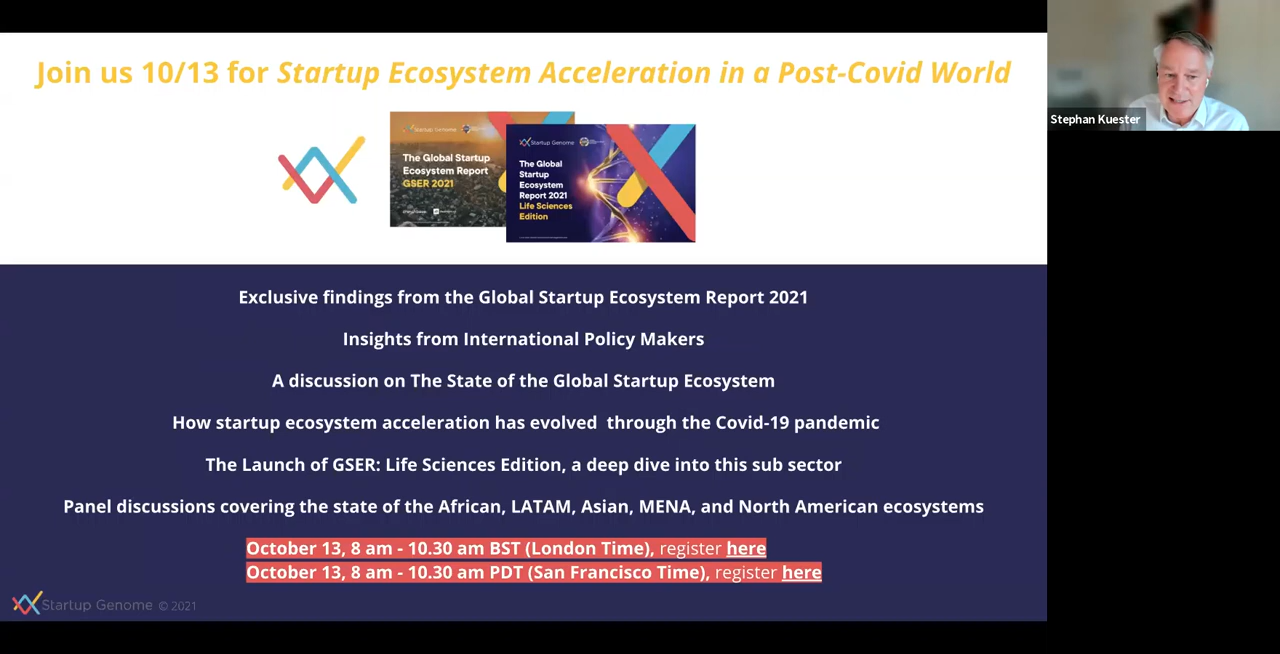 Join us 10/13 for Startup Ecosystem Acceleration in a Post-Covid World
Stephan Kuester
Startup Genome
The Global Startup
Ecosystem Report
GSER 2021
Startup Genome
The Global
Startup
Ecosystem
Report 2021
Life Sciences
Edition
Exclusive findings from the Global Startup Ecosystem Report 2021
Insights from International Policy Makers
A discussion on The State of the Global Startup Ecosystem
How startup ecosystem acceleration has evolved through the Covid-19 pandemic
The Launch of GSER: Life Sciences Edition, a deep dive into this sub sector
Panel discussions covering the state of the African, LATAM, Asian, MENA, and North American ecosystems
October 13, 8 am - 10.30 am BST (London Time), register here
October 13, 8 am - 10.30 am PDT (San Francisco Time), register here
Startup Genome © 2021